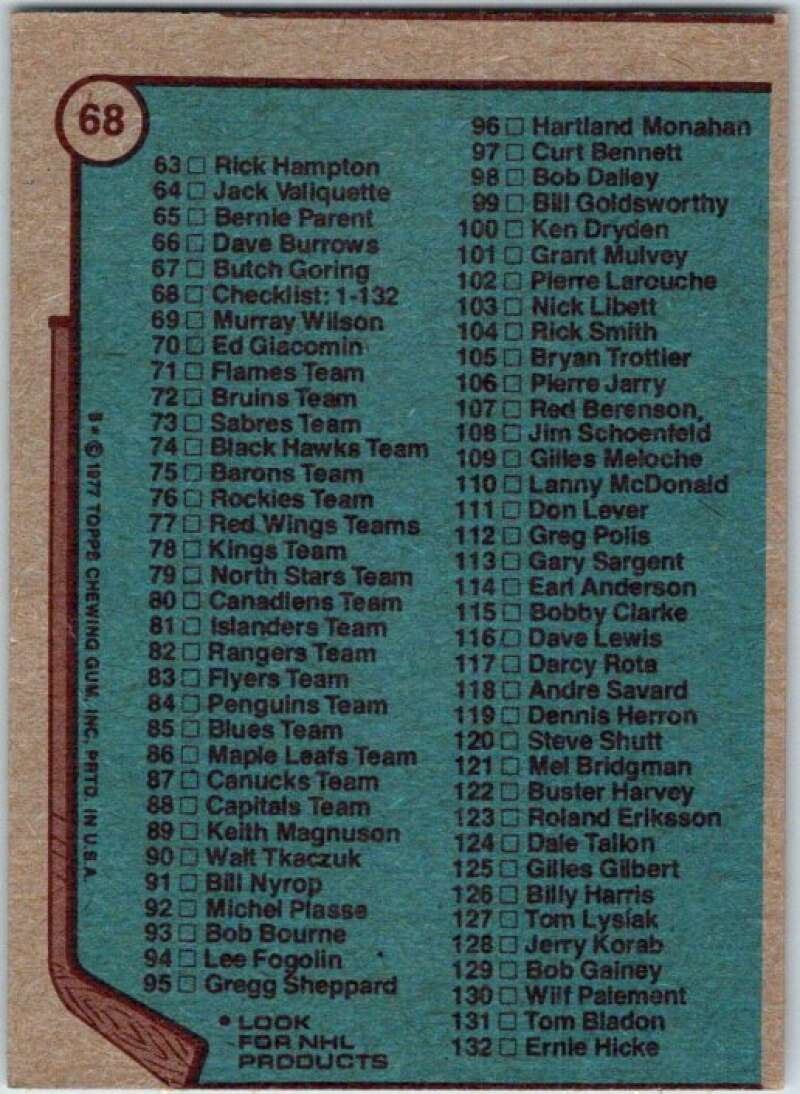 68
63 □ Rick Hampton
64 □ Jack Valiquette
65 □ Bernie Parent
66 □ Dave Burrows
67 □ Butch Goring
68 □ Checklist: 1-132
69 □ Murray Wilson
70 □ Ed Giacomin
71 □ Flames Team
72 □ Bruins Team
73 □ Sabres Team
74 □ Black Hawks Team
75 □ Barons Team
76 □ Rockies Team
77 □ Red Wings Teams
78 □ Kings Team
79 □ North Stars Team
80 □ Canadiens Team
81 □ Islanders Team
82 □ Rangers Team
83 □ Flyers Team
84 □ Penguins Team
85 □ Blues Team
86 □ Maple Leafs Team
87 □ Canucks Team
88 □ Capitals Team
89 □ Keith Magnuson
90 □ Walt Tkaczuk
91 □ Bill Nyrop
92 □ Michel Plasse
93 □ Bob Bourne
94 □ Lee Fogolin
95 □ Gregg Sheppard
• LOOK
FOR NHL
PRODUCTS
96 □ Hartland Monahan
97 □ Curt Bennett
98 □ Bob Dailey
99 □ Bill Goldsworthy
100 □ Ken Dryden
101 □ Grant Mulvey
102 □ Pierre Larouche
103 □ Nick Libett
104 □ Rick Smith
105 □ Bryan Trottier
106 □ Pierre Jarry
107 □ Red Berenson
108 □ Jim Schoenfeld
109 □ Gilles Meloche
110 □ Lanny McDonald
111 □ Don Lever
112 □ Greg Polis
113 □ Gary Sargent
114 □ Earl Anderson
115 □ Bobby Clarke
116 □ Dave Lewis
117 □ Darcy Rota
118 □ Andre Savard
119 □ Dennis Herron
120 □ Steve Shutt
121 □ Mel Bridgman
122 □ Buster Harvey
123 □ Roland Eriksson
124 □ Dale Tallon
125 □ Gilles Gilbert
126 □ Billy Harris
127 □ Tom Lysiak
128 □ Jerry Korab
129 □ Bob Gainey
130 □ Wilf Paiement
131 □ Tom Bladon
132 □ Ernie Hicke
B* © 1977 TOPPS CHEWING GUM, INC. PRTD. IN U.S.A.